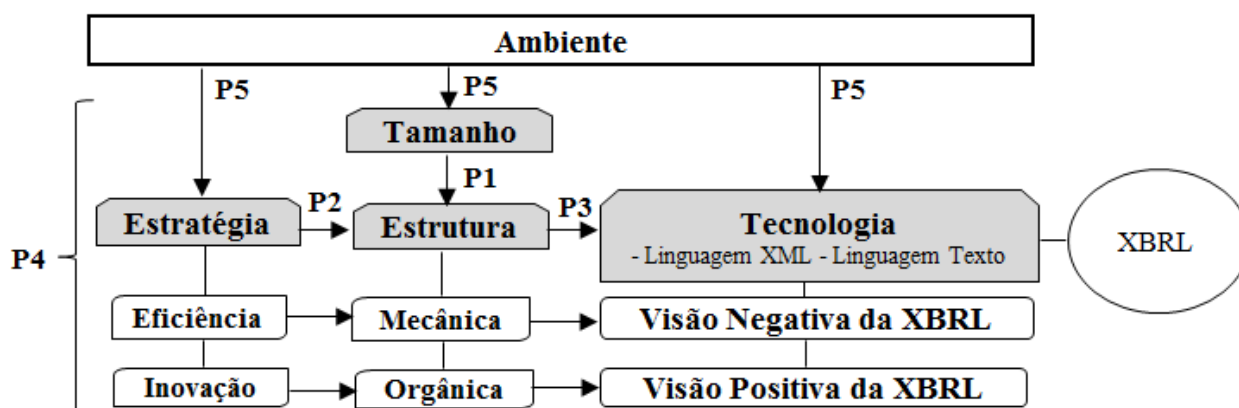 Ambiente
P5
P5
P5
Tamanho
P1
Estratégia
P2
Estrutura
P3
Tecnologia
- Linguagem XML - Linguagem Texto
XBRL
P4
Eficiência
Mecânica
Visão Negativa da XBRL
Inovação
Orgânica
Visão Positiva da XBRL